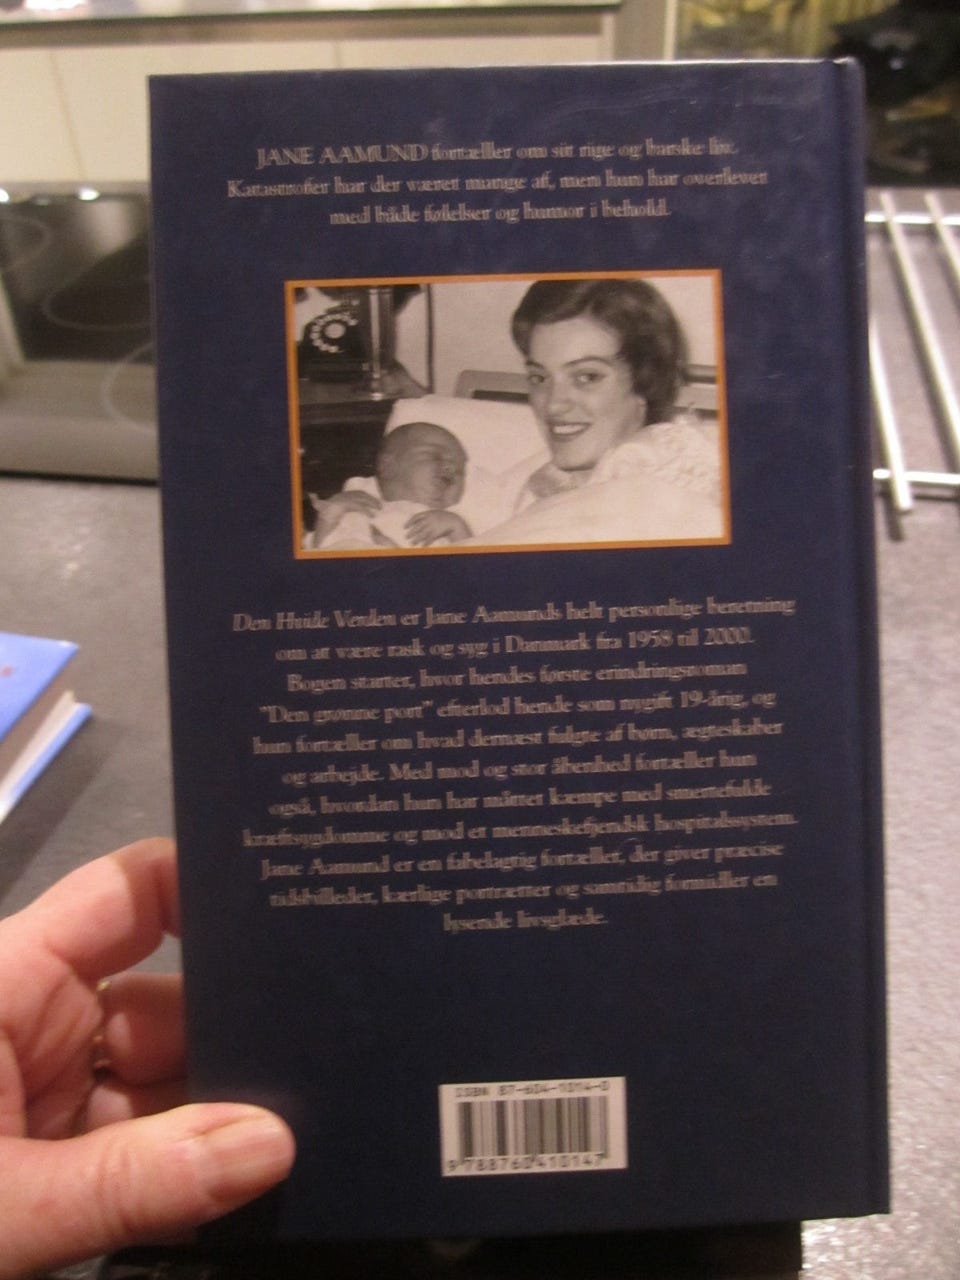 JANE AAMUND fortæller om sit rige og barske liv.
Katastrofer har der været mange af, men hun har overlevet
med både følelser og humor i behold.
Den Hvide Verden er Jane Aamunds helt personlige beretning
om at være rask og syg i Danmark fra 1958 til 2000.
Bogen starter, hvor hendes første erindringsroman
"Den grønne port" efterlod hende som nygift 19-årig, og
hun fortæller om hvad dernæst fulgte af børn, ægteskaber
og arbejde. Med mod og stor åbenhed fortæller hun
også, hvordan hun har måttet kæmpe med smertefulde
kræftsygdomme og mod et menneskefjendsk hospitalssystem.
Jane Aamund er en fabelagtig fortæller, der giver præcise
tidsbilleder, kærlige portrætter og samtidig formidler en
lysende livsglæde.
ISBN 87-604-1014-0
9 788760 410147